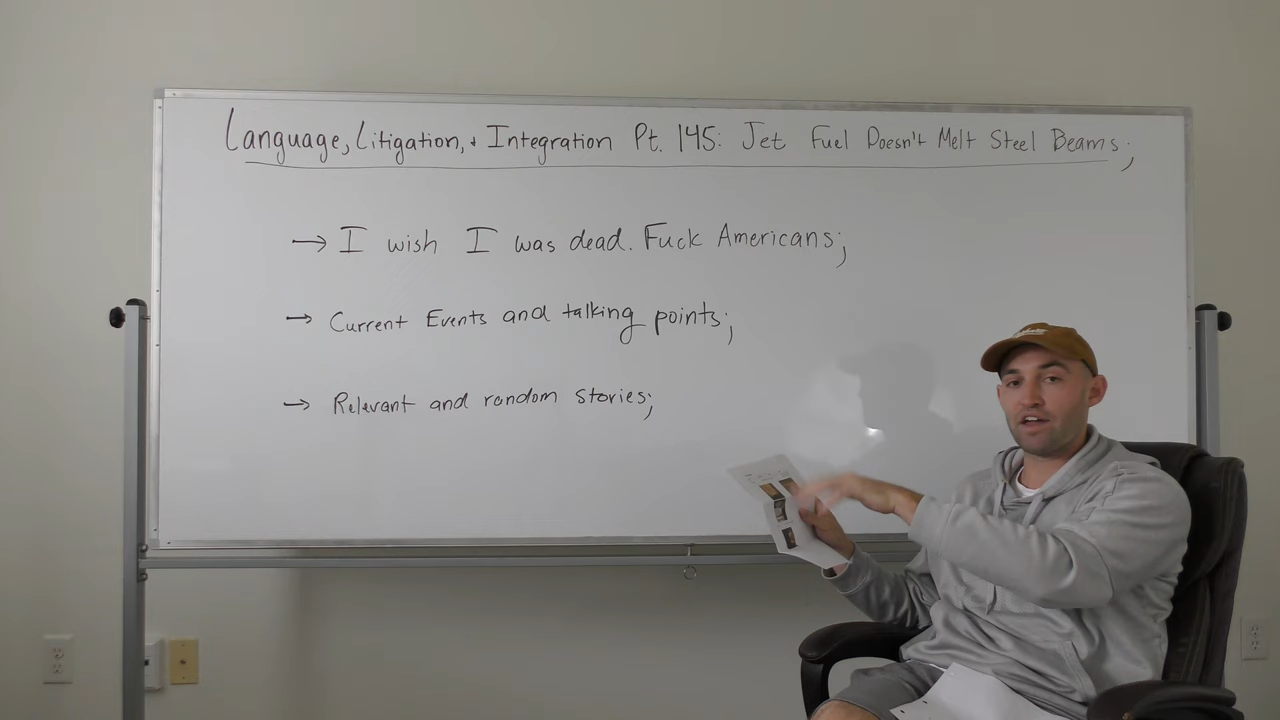 Language, Litigation, + Integration Pt. 145: Jet Fuel Doesn't Melt Steel Beams;
→ I wish I was dead. Fuck Americans;
→ Current Events and talking points;
→ Relevant and random stories;